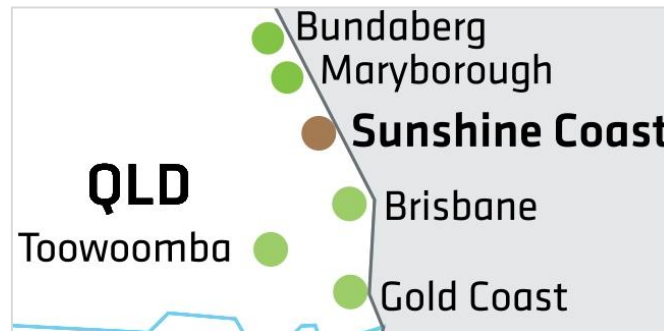 Bundaberg
Maryborough
Sunshine Coast
QLD
Brisbane
Toowoomba
Gold Coast